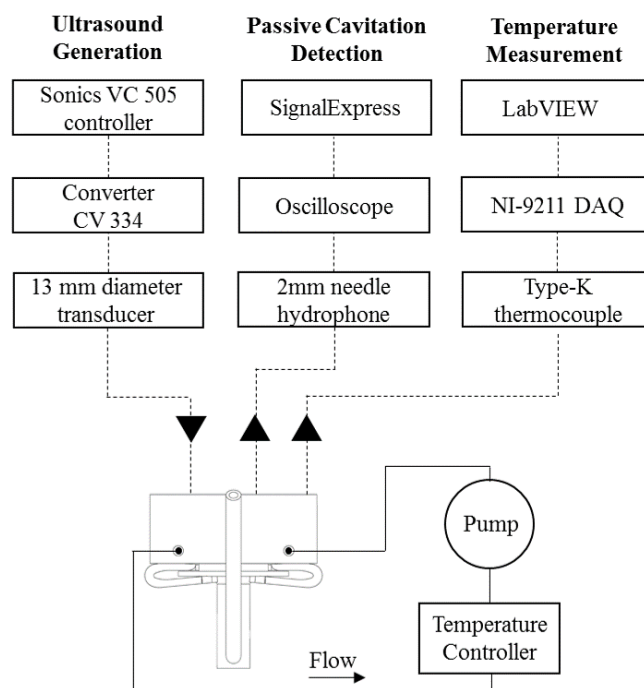 Ultrasound
Generation
Passive Cavitation
Detection
Temperature
Measurement
Sonics VC 505
controller
SignalExpress
LabVIEW
Converter
CV 334
Oscilloscope
NI-9211 DAQ
13 mm diameter
transducer
2mm needle
hydrophone
Type-K
thermocouple
Pump
Temperature
Controller
Flow